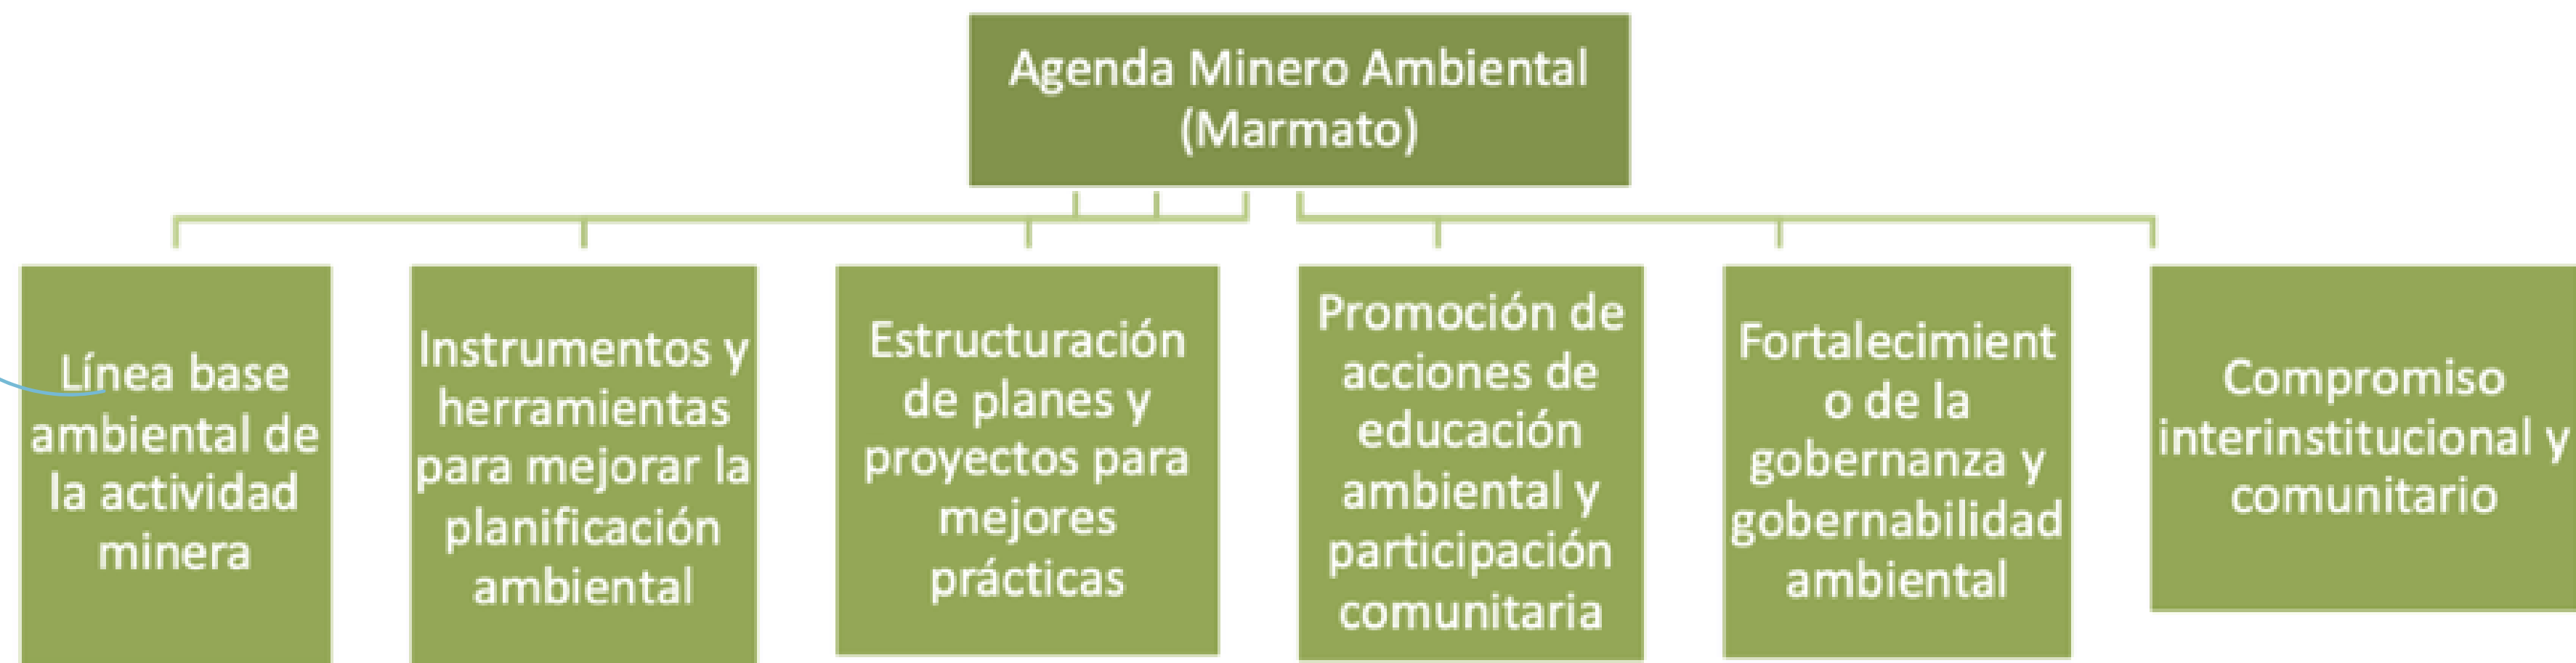 Agenda Minero Ambiental
(Marmato)
Línea base
ambiental de
la actividad
minera
Instrumentos y
herramientas
para mejorar la
planificación
ambiental
Estructuración
de planes y
proyectos para
mejores
prácticas
Promoción de
acciones de
educación
ambiental y
participación
comunitaria
Fortalecimient
o de la
gobernanza y
gobernabilidad
ambiental
Compromiso
interinstitucional y
comunitario